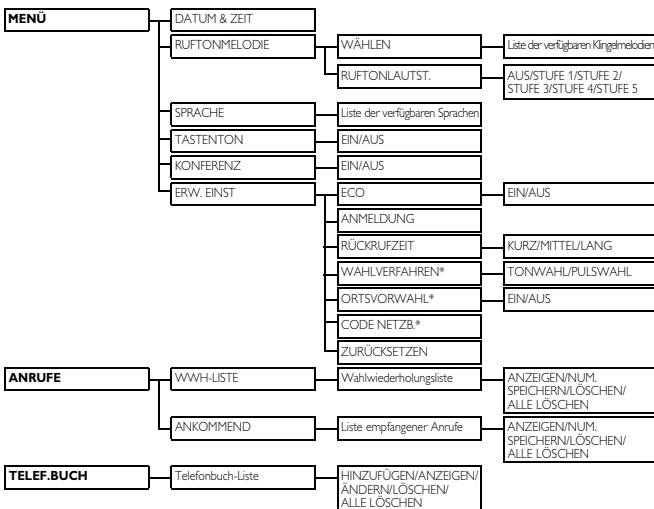 MENÜ
DATUM & ZEIT
RUFTONMELODIE
WÄHLEN
Liste der verfügbaren Klingelmelodien
RUFTONLAUTST.
AUS/STUFE 1/STUFE 2/
STUFE 3/STUFE 4/STUFE 5
SPRACHE
Liste der verfügbaren Sprachen
TASTENTON
EIN/AUS
KONFERENZ
EIN/AUS
ERW. EINST
ECO
EIN/AUS
ANMELDUNG
RÜCKRUFZEIT
KURZ/MITTEL/LANG
WAHLVERFAHREN*
TONWAHL/PULSWAHL
ORTSVORWAHL*
EIN/AUS
CODE NETZB.*
ZURÜCKSETZEN
ANRUFE
WWH-LISTE
Wahlwiederholungsliste
ANZEIGEN/NUM.
SPEICHERN/LÖSCHEN/
ALLE LÖSCHEN
ANKOMMEND
Liste empfangener Anrufe
ANZEIGEN/NUM.
SPEICHERN/LÖSCHEN/
ALLE LÖSCHEN
TELEF.BUCH
Telefonbuch-Liste
HINZUFÜGEN/ANZEIGEN/
ÄNDERN/LÖSCHEN/
ALLE LÖSCHEN